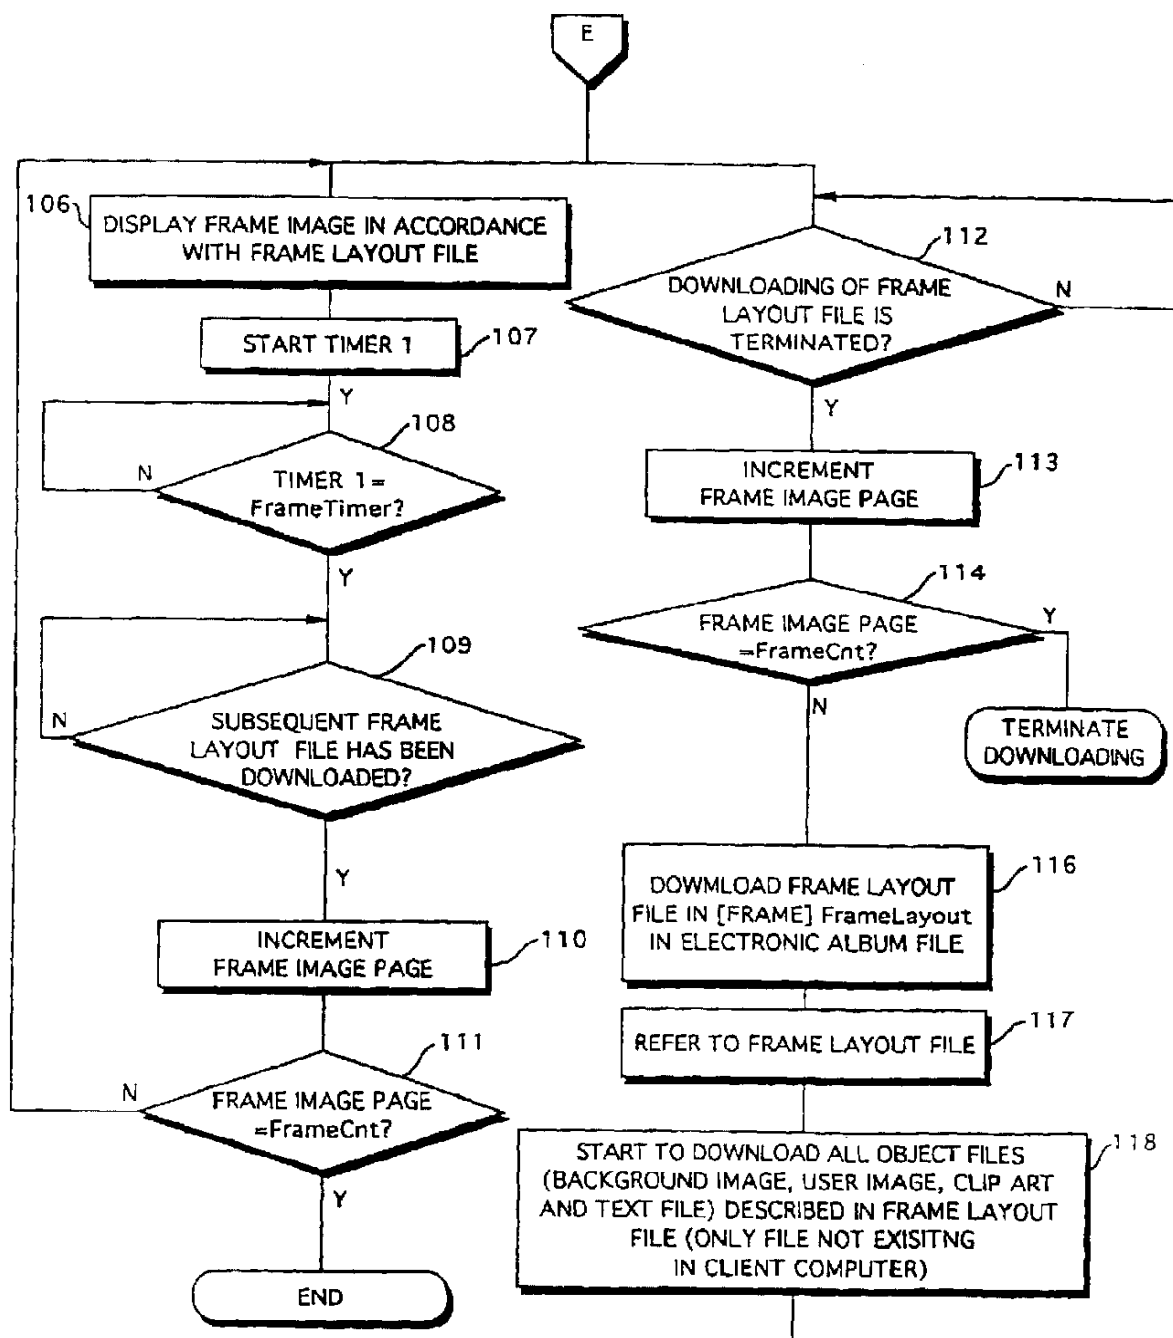 E
106
DISPLAY FRAME IMAGE IN ACCORDANCE
WITH FRAME LAYOUT FILE
START TIMER 1
107
Y
108
N
TIMER 1 =
FrameTimer?
Y
109
N
SUBSEQUENT FRAME
LAYOUT FILE HAS BEEN
DOWNLOADED?
Y
INCREMENT
FRAME IMAGE PAGE
110
111
N
FRAME IMAGE PAGE
=FrameCnt?
Y
END
112
DOWNLOADING OF FRAME
LAYOUT FILE IS
TERMINATED?
N
Y
INCREMENT
FRAME IMAGE PAGE
113
114
FRAME IMAGE PAGE
=FrameCnt?
Y
N
TERMINATE
DOWNLOADING
116
DOWMLOAD FRAME LAYOUT
FILE IN [FRAME] FrameLayout
IN ELECTRONIC ALBUM FILE
117
REFER TO FRAME LAYOUT FILE
118
START TO DOWNLOAD ALL OBJECT FILES
(BACKGROUND IMAGE, USER IMAGE, CLIP ART
AND TEXT FILE) DESCRIBED IN FRAME LAYOUT
FILE (ONLY FILE NOT EXISITNG
IN CLIENT COMPUTER)